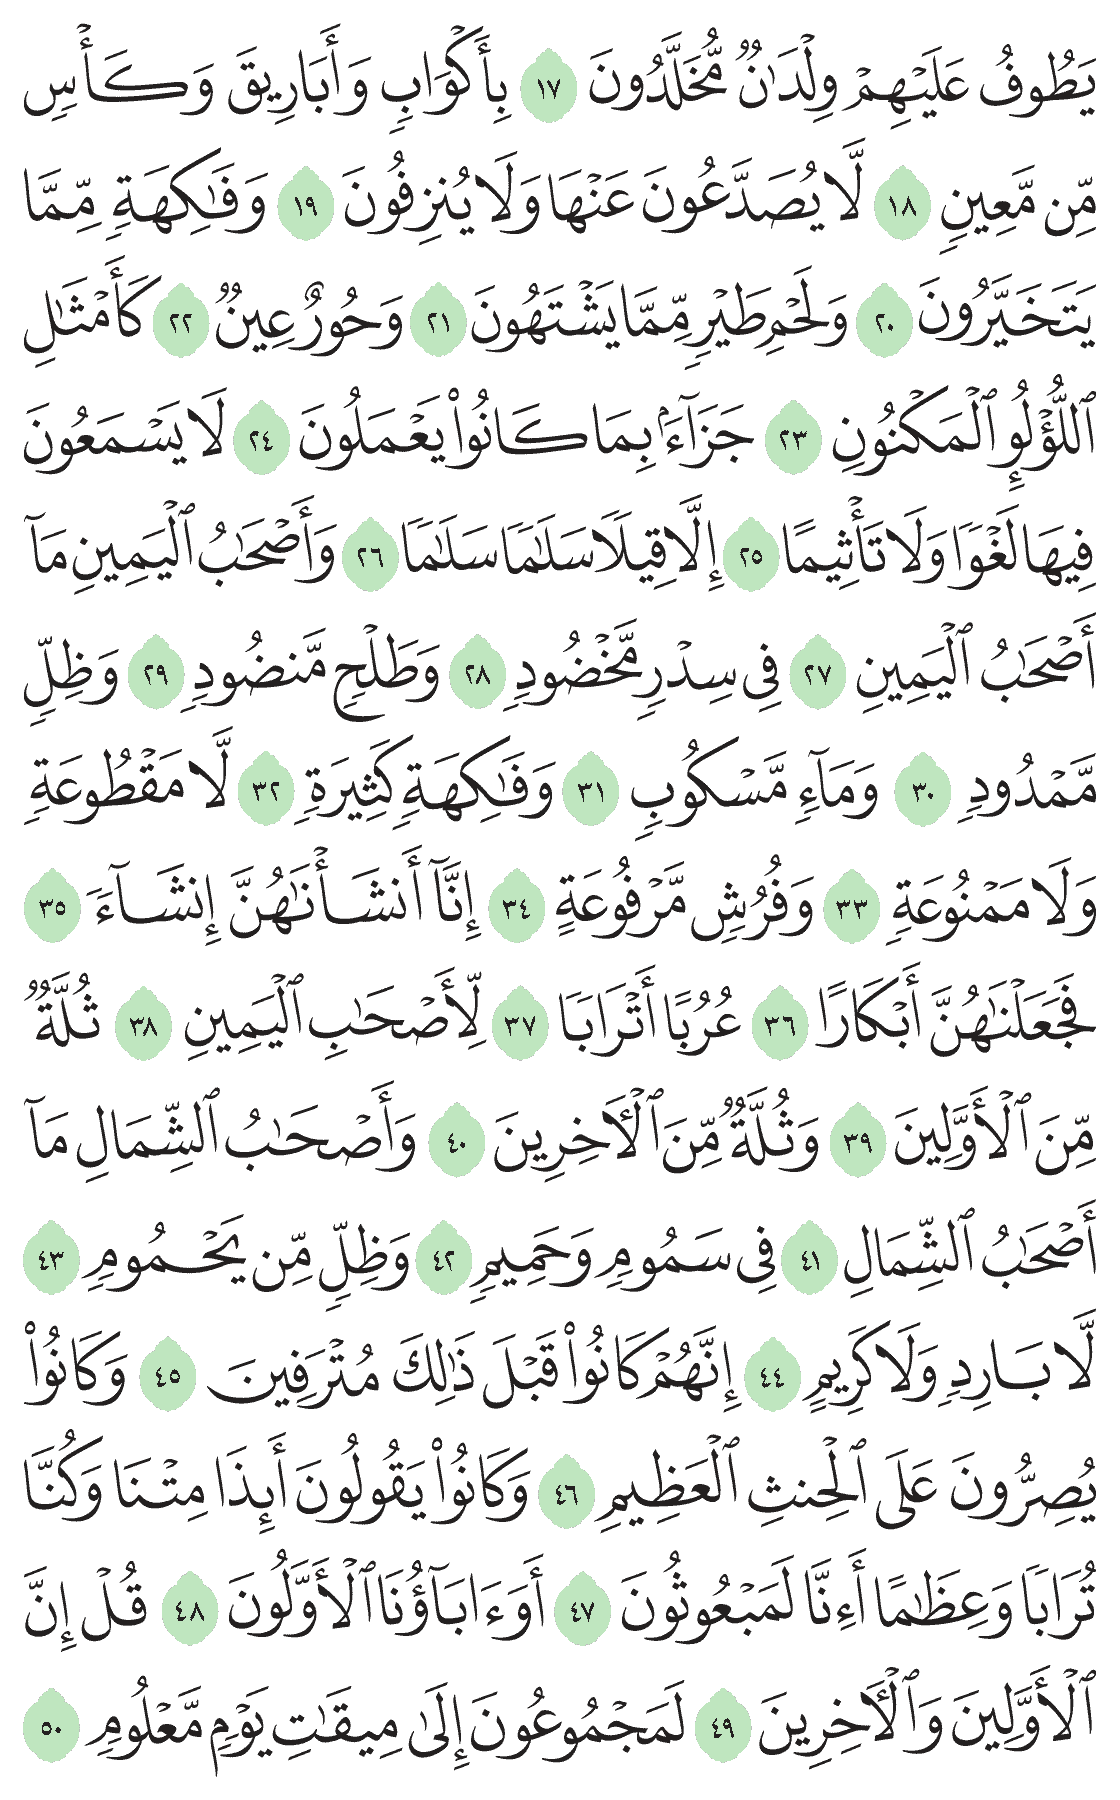 يَطُوفُ عَلَيْهِمْ وِلْدَٰنٌ مُّخَلَّدُونَ ١٧ بِأَكْوَابٍ وَأَبَارِيقَ وَكَأْسٍ
مِّن مَّعِينٍ ١٨ لَّا يُصَدَّعُونَ عَنْهَا وَلَا يُنزِفُونَ ١٩ وَفَٰكِهَةٍ مِّمَّا
يَتَخَيَّرُونَ ٢٠ وَلَحْمِ طَيْرٍ مِّمَّا يَشْتَهُونَ ٢١ وَحُورٌ عِينٌ ٢٢ كَأَمْثَٰلِ
ٱللُّؤْلُوِٕ ٱلْمَكْنُونِ ٢٣ جَزَآءًۢ بِمَا كَانُوا۟ يَعْمَلُونَ ٢٤ لَا يَسْمَعُونَ
فِيهَا لَغْوًا وَلَا تَأْثِيمًا ٢٥ إِلَّا قِيلًا سَلَٰمًا سَلَٰمًا ٢٦ وَأَصْحَٰبُ ٱلْيَمِينِ مَآ
أَصْحَٰبُ ٱلْيَمِينِ ٢٧ فِى سِدْرٍ مَّخْضُودٍ ٢٨ وَطَلْحٍ مَّنضُودٍ ٢٩ وَظِلٍّ
مَّمْدُودٍ ٣٠ وَمَآءٍ مَّسْكُوبٍ ٣١ وَفَٰكِهَةٍ كَثِيرَةٍ ٣٢ لَّا مَقْطُوعَةٍ
وَلَا مَمْنُوعَةٍ ٣٣ وَفُرُشٍ مَّرْفُوعَةٍ ٣٤ إِنَّآ أَنشَأْنَٰهُنَّ إِنشَآءً ٣٥
فَجَعَلْنَٰهُنَّ أَبْكَارًا ٣٦ عُرُبًا أَتْرَابًا ٣٧ لِّأَصْحَٰبِ ٱلْيَمِينِ ٣٨ ثُلَّةٌ
مِّنَ ٱلْأَوَّلِينَ ٣٩ وَثُلَّةٌ مِّنَ ٱلْـَٔاخِرِينَ ٤٠ وَأَصْحَٰبُ ٱلشِّمَالِ مَآ
أَصْحَٰبُ ٱلشِّمَالِ ٤١ فِى سَمُومٍ وَحَمِيمٍ ٤٢ وَظِلٍّ مِّن يَحْمُومٍ ٤٣
لَّا بَارِدٍ وَلَا كَرِيمٍ ٤٤ إِنَّهُمْ كَانُوا۟ قَبْلَ ذَٰلِكَ مُتْرَفِينَ ٤٥ وَكَانُوا۟
يُصِرُّونَ عَلَى ٱلْحِنثِ ٱلْعَظِيمِ ٤٦ وَكَانُوا۟ يَقُولُونَ أَئِذَا مِتْنَا وَكُنَّا
تُرَابًا وَعِظَٰمًا أَءِنَّا لَمَبْعُوثُونَ ٤٧ أَوَءَابَآؤُنَا ٱلْأَوَّلُونَ ٤٨ قُلْ إِنَّ
ٱلْأَوَّلِينَ وَٱلْـَٔاخِرِينَ ٤٩ لَمَجْمُوعُونَ إِلَىٰ مِيقَٰتِ يَوْمٍ مَّعْلُومٍ ٥٠